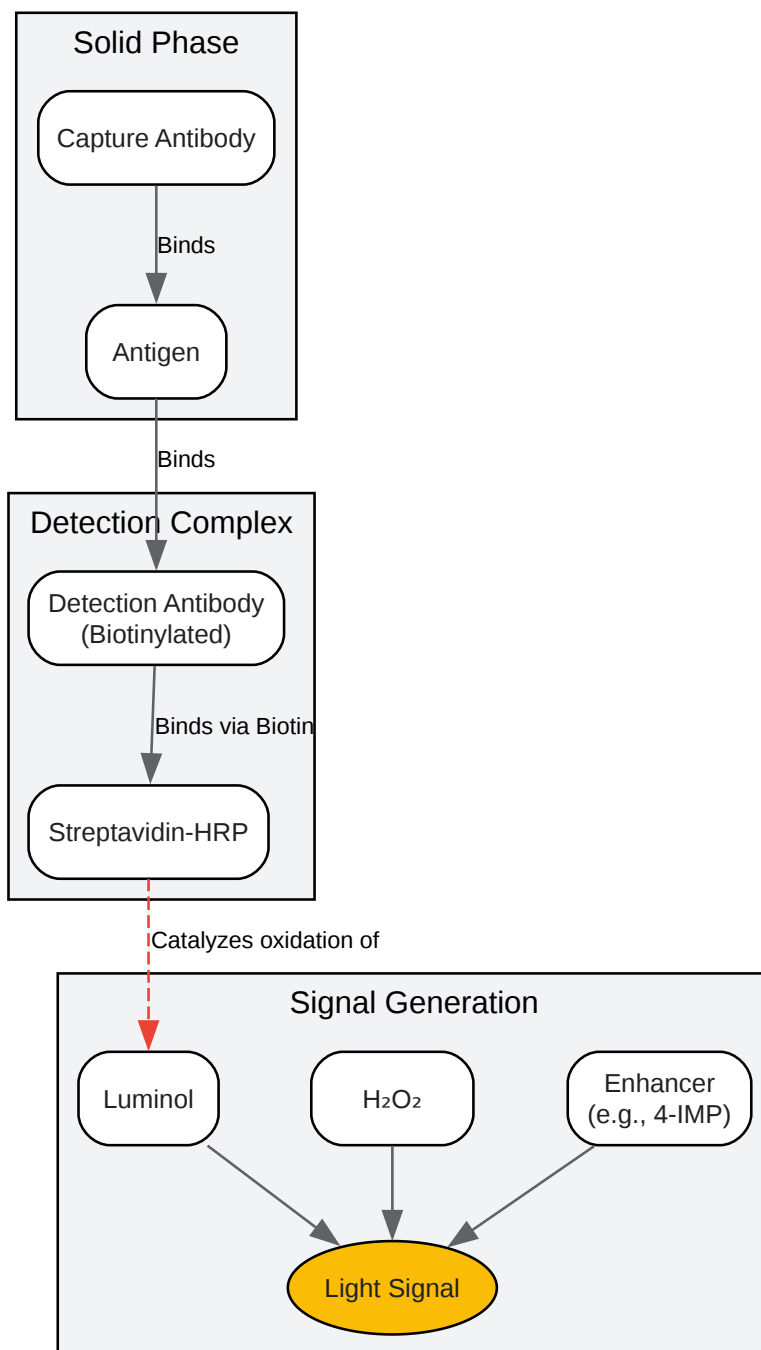 Solid Phase
Capture Antibody
Binds
Antigen
Binds
Detection Complex
Detection Antibody
(Biotinylated)
Binds via Biotin
Streptavidin-HRP
Catalyzes oxidation of
Signal Generation
Luminol
H₂O₂
Enhancer
(e.g., 4-IMP)
Light Signal